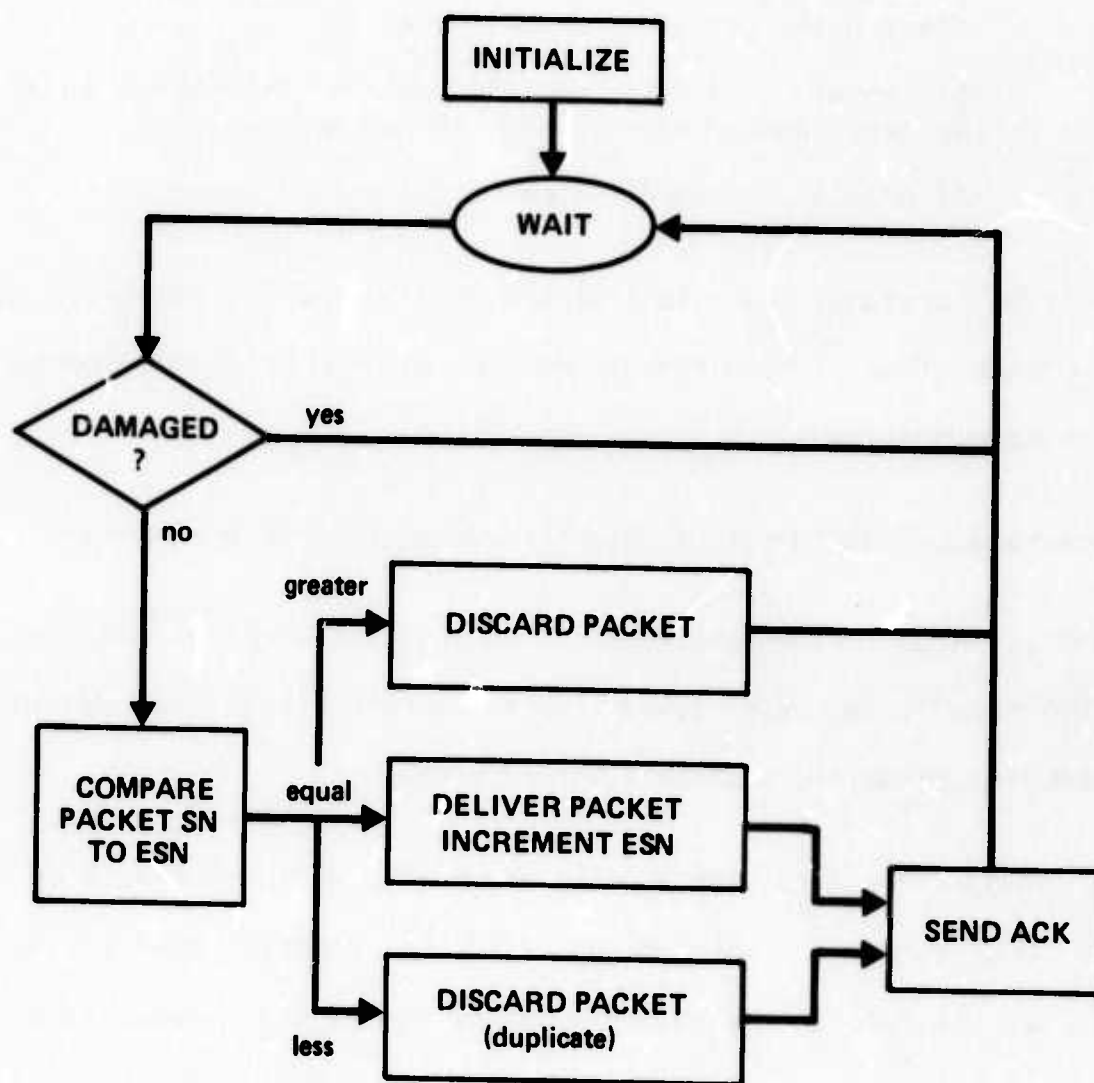 INITIALIZE
WAIT
DAMAGED
?
yes
no
greater
DISCARD PACKET
COMPARE
PACKET SN
TO ESN
equal
DELIVER PACKET
INCREMENT ESN
SEND ACK
less
DISCARD PACKET
(duplicate)